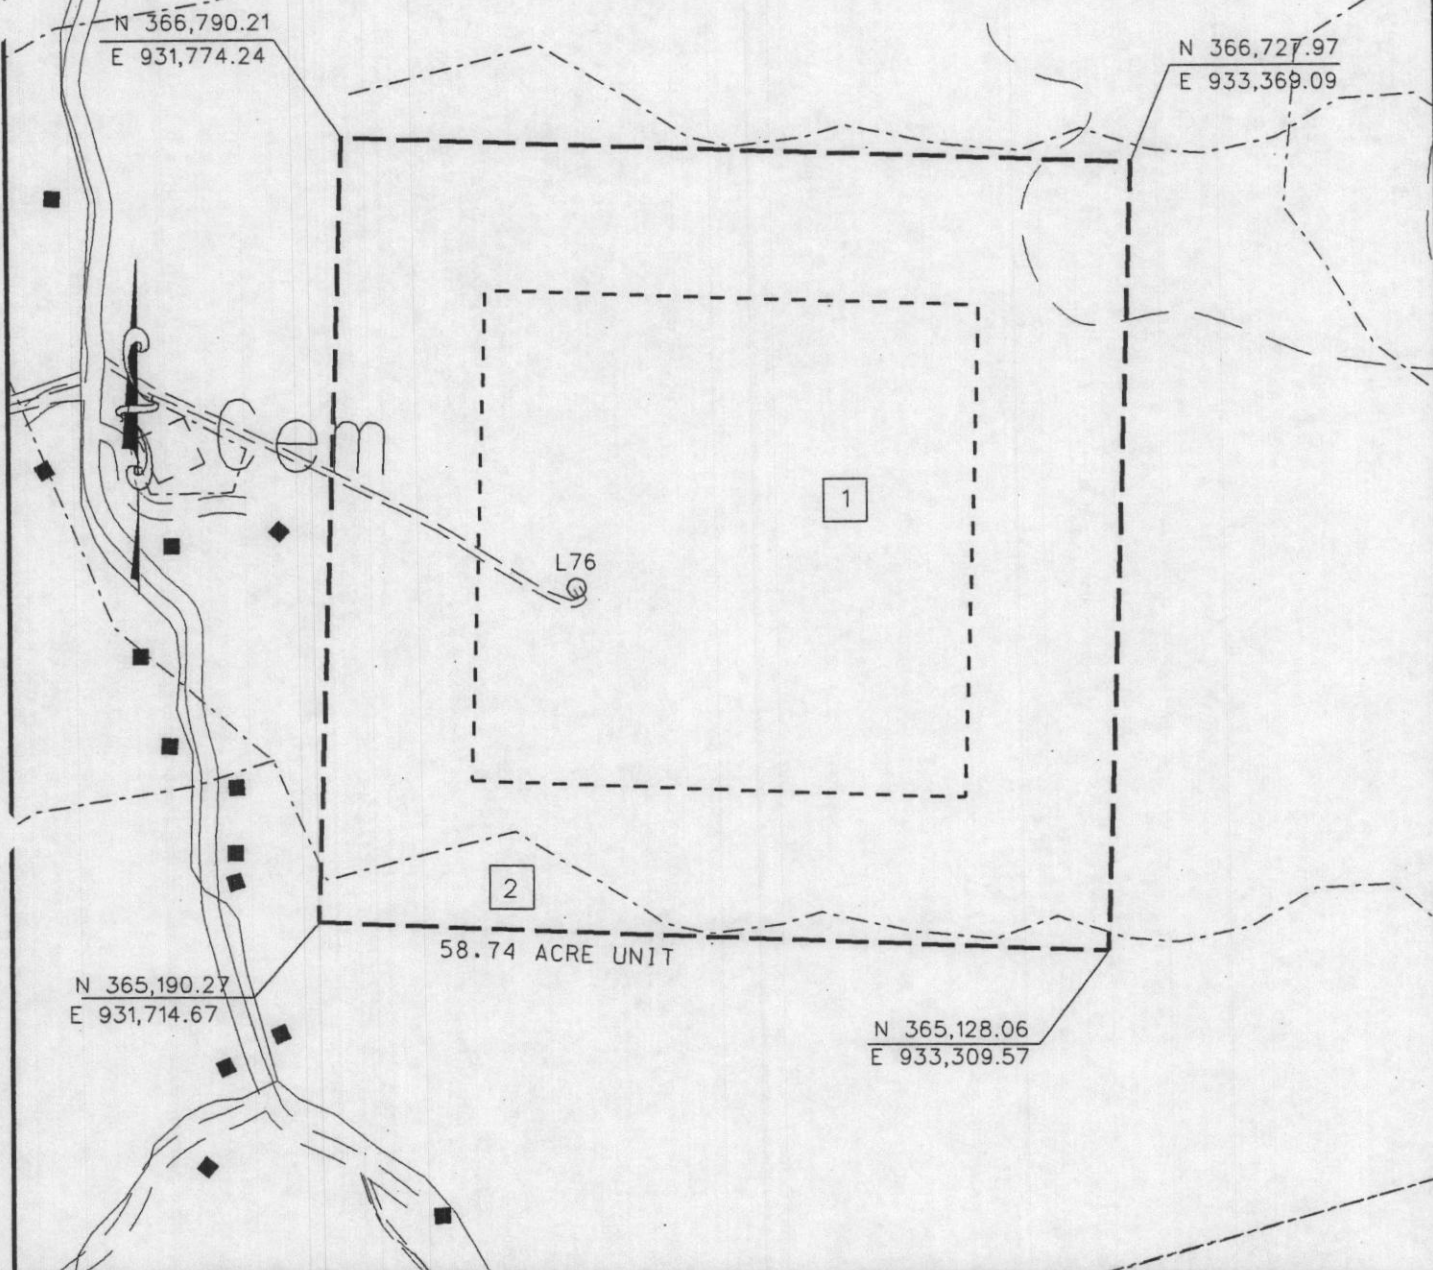 N 366,790.21
E 931,774.24
N 366,727.97
E 933,369.09
Cem
1
L76
2
58.74 ACRE UNIT
N 365,190.27
E 931,714.67
N 365,128.06
E 933,309.57